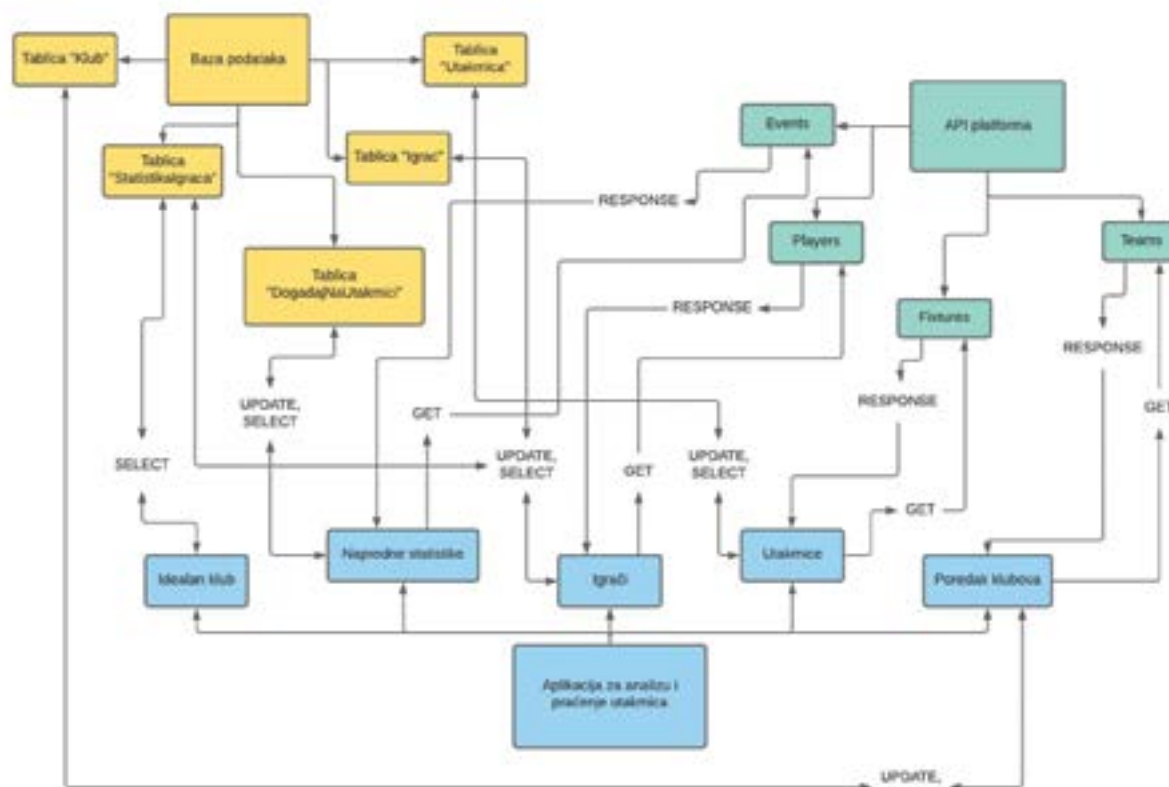 Tablica "Klub"
Baza podataka
Tablica
"Utakmica"
Events
API platforma
Tablica
"StatistikaIgraca"
Tablica "Igrac"
RESPONSE
Players
Teams
Tablica
"DogadajNaUtakmici"
RESPONSE
Fixtures
RESPONSE
UPDATE,
SELECT
GET
RESPONSE
GET
SELECT
UPDATE,
SELECT
GET
UPDATE,
SELECT
GET
Idealan klub
Napredne statistike
Igrači
Utakmice
Poredak klubova
Aplikacija za analizu i
praćenje utakmica
UPDATE,